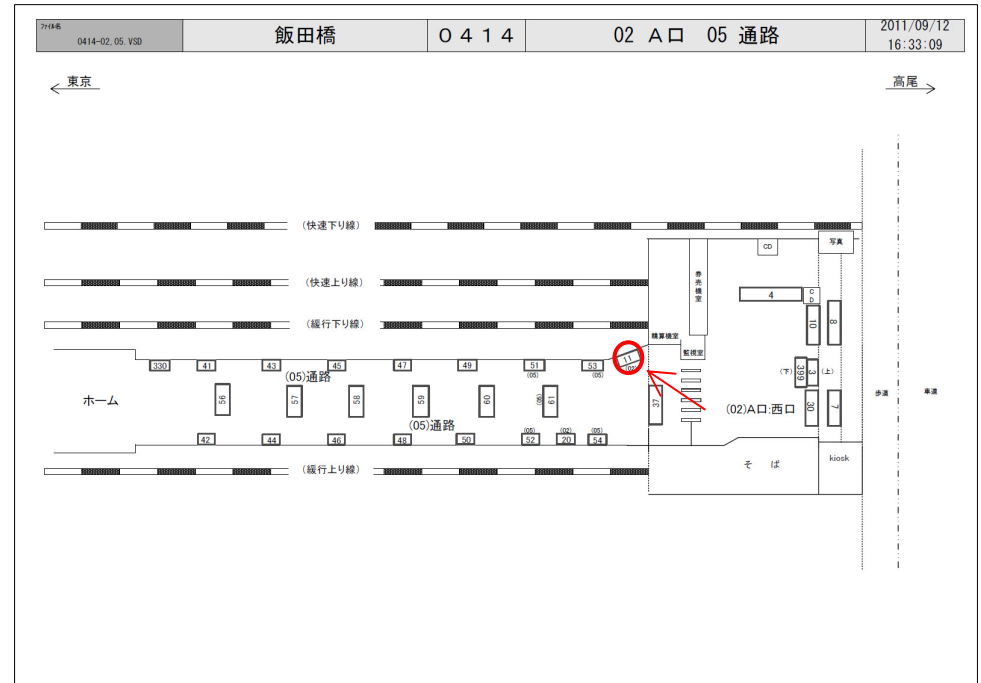 ファイル名
0414-02.05.VSD
飯田橋
0414
02 A口 05 通路
2011/09/12
16:33:09
東京
高尾
(快速下り線)
写真
CD
券売機室
(快速上り線)
4
CD
(緩行下り線)
10
8
精算機室
監視室
11
(02)
330
41
43
45
47
49
51
53
(05)
(05)
(05)通路
(下)
399
3
(上)
ホーム
56
57
58
59
60
(05)
61
37
(02)A口:西口
30
7
歩道
車道
(05)通路
(05)
(02)
(05)
42
44
46
48
50
52
20
54
(緩行上り線)
そ ば
kiosk